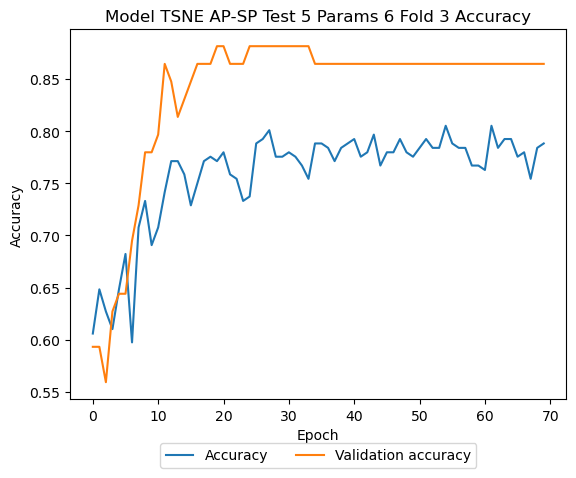 Model TSNE AP-SP Test 5 Params 6 Fold 3 Accuracy
Accuracy
0.85
0.80
0.75
0.70
0.65
0.60
0.55
0 10 20 30 40 50 60 70
Epoch
Accuracy Validation accuracy